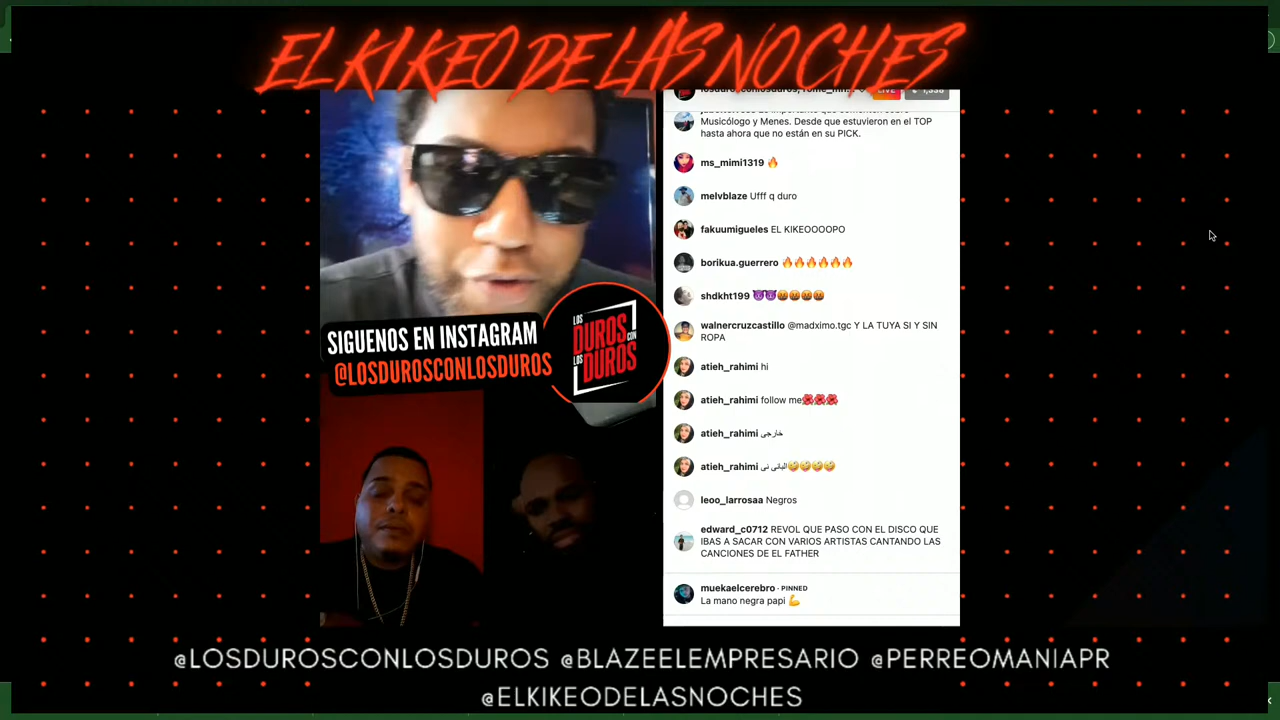 EL KIKEO DE LAS NOCHES
LIVE
Musicólogo y Menes. Desde que estuvieron en el TOP
hasta ahora que no están en su PICK.
ms_mimi1319 🔥
melvblaze Ufff q duro
fakuumigueles EL KIKEOOOOPO
borikua.guerrero 🔥🔥🔥🔥🔥🔥
shdkht199 😈😈🤬🤬🤬🤬
walnercruzcastillo @madximo.tgc Y LA TUYA SI Y SIN
ROPA
atieh_rahimi hi
atieh_rahimi follow me🌺🌺🌺
atieh_rahimi خارجی
atieh_rahimi البانی نی🤣🤣🤣🤣
leoo_larrosaa Negros
edward_c0712 REVOL QUE PASO CON EL DISCO QUE
IBAS A SACAR CON VARIOS ARTISTAS CANTANDO LAS
CANCIONES DE EL FATHER
muekaelcerebro · PINNED
La mano negra papi 💪
SIGUENOS EN INSTAGRAM
@LOSDUROSCONLOSDUROS
LOS
DUROS
CON
LOS
DUROS
@LOSDUROSCONLOSDUROS @BLAZEELEMPRESARIO @PERREOMANIAPR
@ELKIKEODELASNOCHES